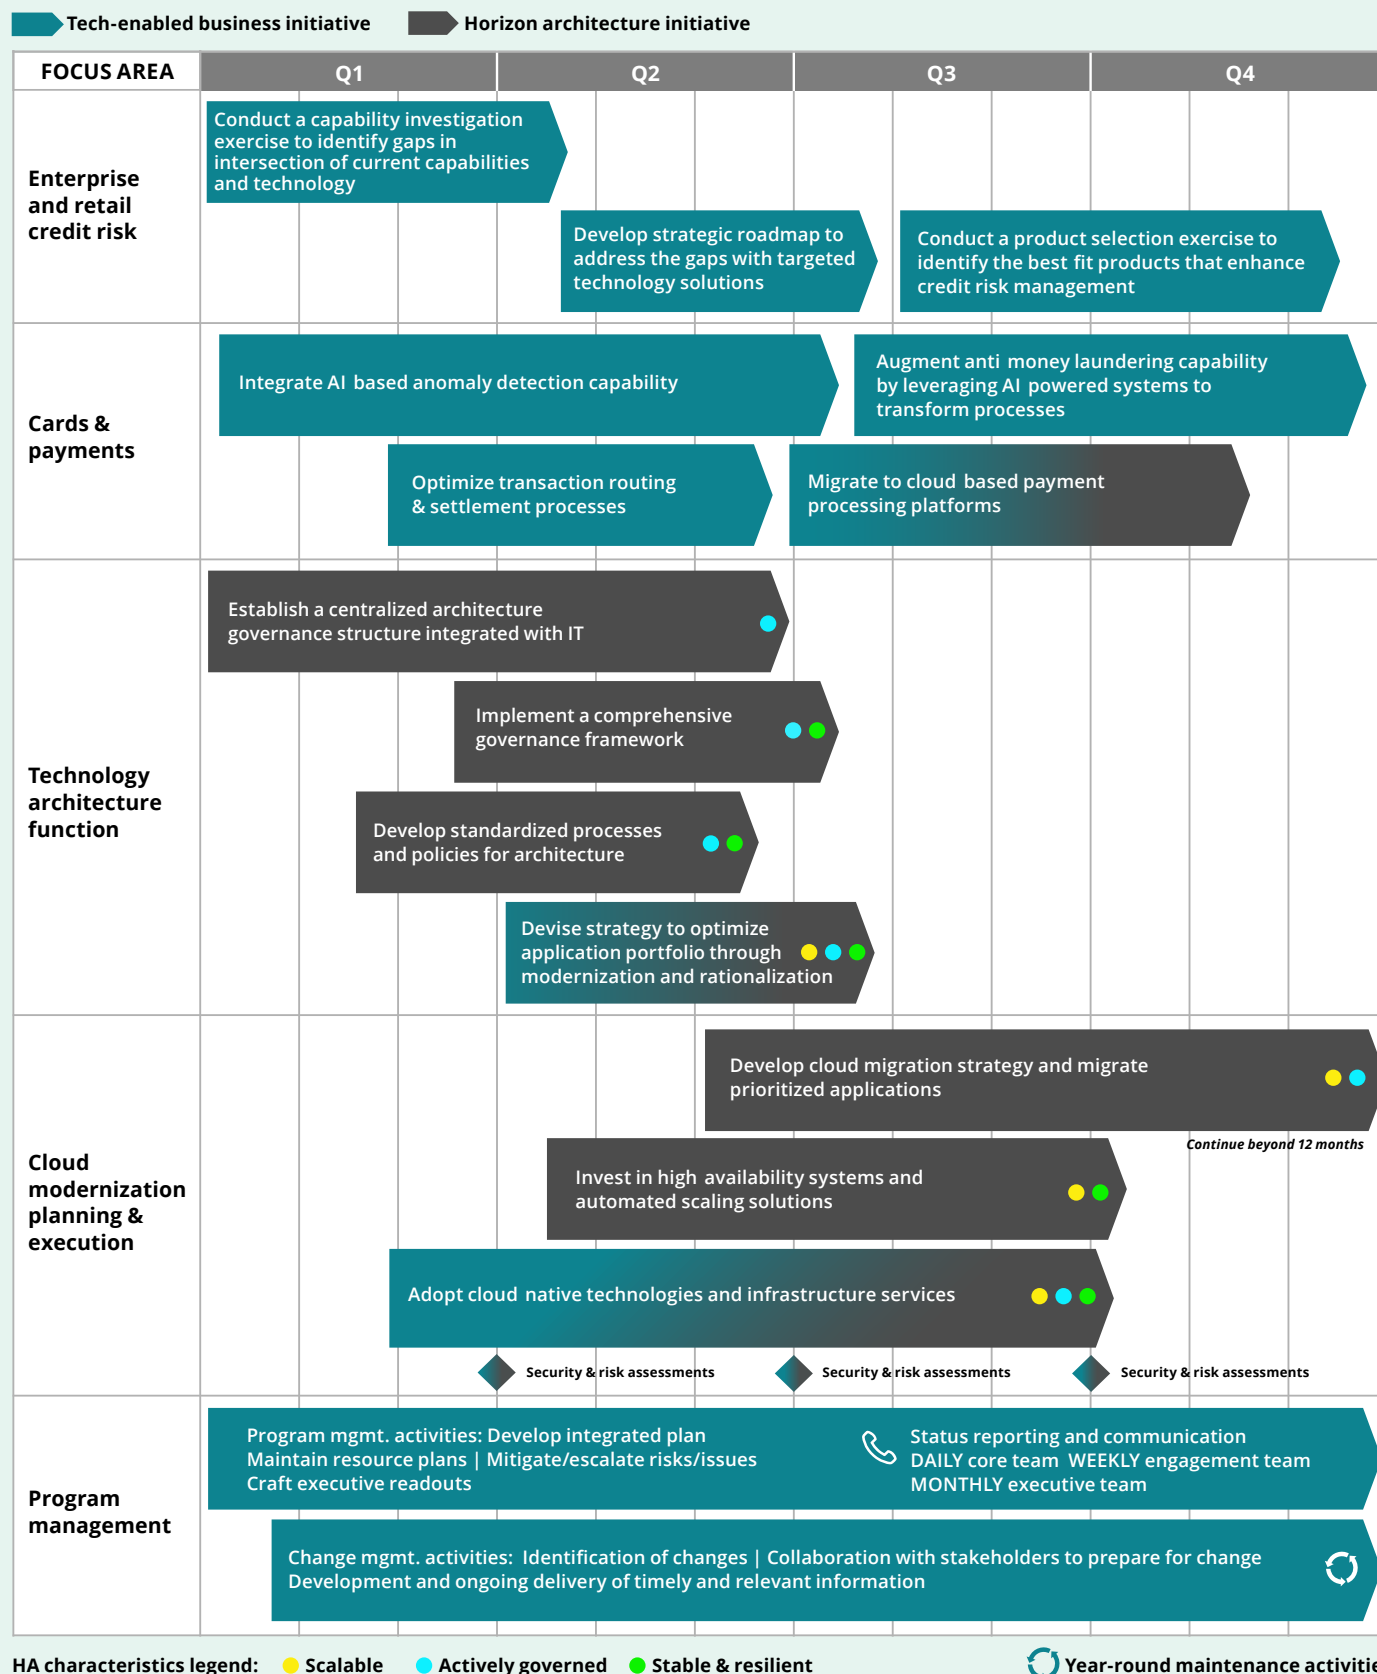 Tech-enabled business initiative
Horizon architecture initiative
FOCUS AREA
Q1
Q2
Q3
Q4
Enterprise
and retail
credit risk
Conduct a capability investigation
exercise to identify gaps in
intersection of current capabilities
and technology
Develop strategic roadmap to
address the gaps with targeted
technology solutions
Conduct a product selection exercise to
identify the best fit products that enhance
credit risk management
Cards &
payments
Integrate AI based anomaly detection capability
Augment anti money laundering capability
by leveraging AI powered systems to
transform processes
Optimize transaction routing
& settlement processes
Migrate to cloud based payment
processing platforms
Technology
architecture
function
Establish a centralized architecture
governance structure integrated with IT
Implement a comprehensive
governance framework
Develop standardized processes
and policies for architecture
Devise strategy to optimize
application portfolio through
modernization and rationalization
Cloud
modernization
planning &
execution
Develop cloud migration strategy and migrate
prioritized applications
Continue beyond 12 months
Invest in high availability systems and
automated scaling solutions
Adopt cloud native technologies and infrastructure services
Security & risk assessments
Security & risk assessments
Security & risk assessments
Program
management
Program mgmt. activities: Develop integrated plan
Maintain resource plans | Mitigate/escalate risks/issues
Craft executive readouts
Status reporting and communication
DAILY core team WEEKLY engagement team
MONTHLY executive team
Change mgmt. activities: Identification of changes | Collaboration with stakeholders to prepare for change
Development and ongoing delivery of timely and relevant information
HA characteristics legend:
Scalable
Actively governed
Stable & resilient
Year-round maintenance activitie